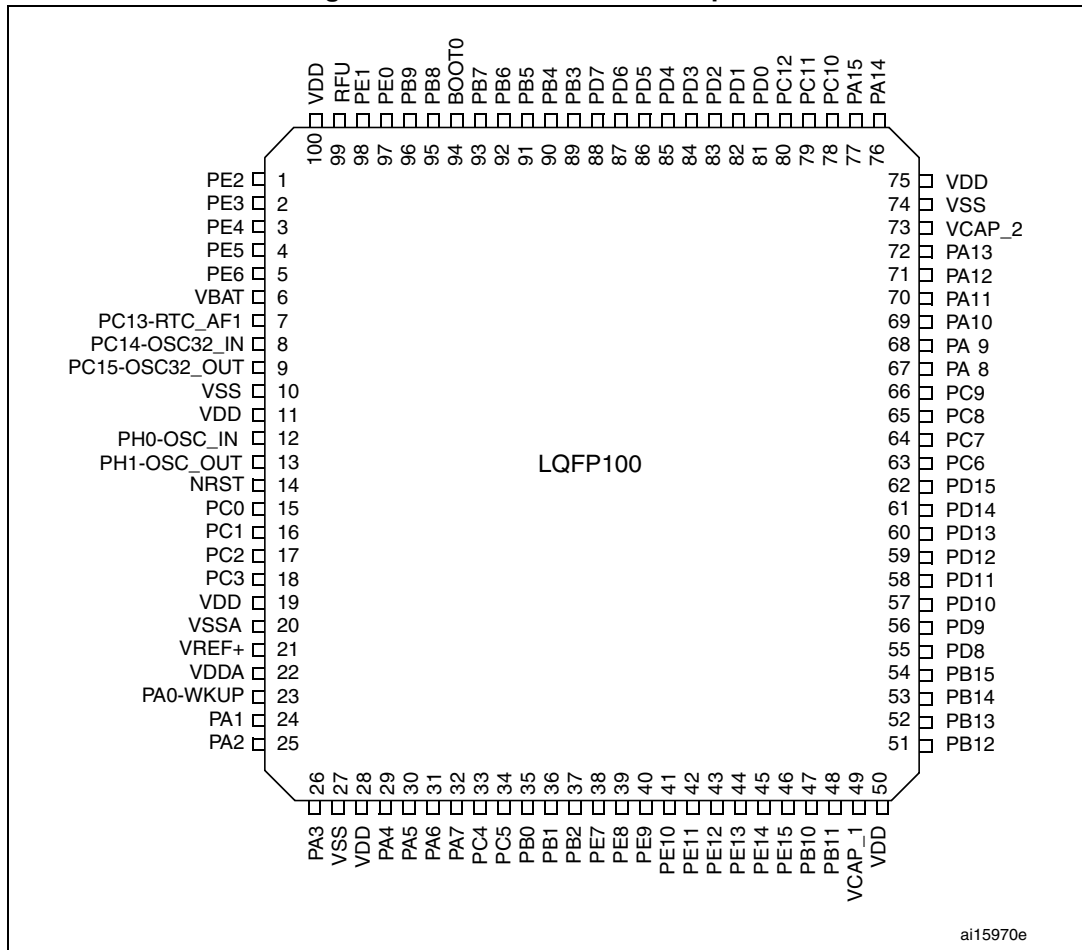 VDD
RFU
PE1
PE0
PB9
PB8
BOOT0
PB7
PB6
PB5
PB4
PB3
PD7
PD6
PD5
PD4
PD3
PD2
PD1
PD0
PC12
PC11
PC10
PA15
PA14
100
99
98
97
96
95
94
93
92
91
90
89
88
87
86
85
84
83
82
81
80
79
78
77
76
PE2 1
PE3 2
PE4 3
PE5 4
PE6 5
VBAT 6
PC13-RTC_AF1 7
PC14-OSC32_IN 8
PC15-OSC32_OUT 9
VSS 10
VDD 11
PH0-OSC_IN 12
PH1-OSC_OUT 13
NRST 14
PC0 15
PC1 16
PC2 17
PC3 18
VDD 19
VSSA 20
VREF+ 21
VDDA 22
PA0-WKUP 23
PA1 24
PA2 25
LQFP100
75 VDD
74 VSS
73 VCAP_2
72 PA13
71 PA12
70 PA11
69 PA10
68 PA 9
67 PA 8
66 PC9
65 PC8
64 PC7
63 PC6
62 PD15
61 PD14
60 PD13
59 PD12
58 PD11
57 PD10
56 PD9
55 PD8
54 PB15
53 PB14
52 PB13
51 PB12
26
27
28
29
30
31
32
33
34
35
36
37
38
39
40
41
42
43
44
45
46
47
48
49
50
PA3
VSS
VDD
PA4
PA5
PA6
PA7
PC4
PC5
PB0
PB1
PB2
PE7
PE8
PE9
PE10
PE11
PE12
PE13
PE14
PE15
PB10
PB11
VCAP_1
VDD
ai15970e